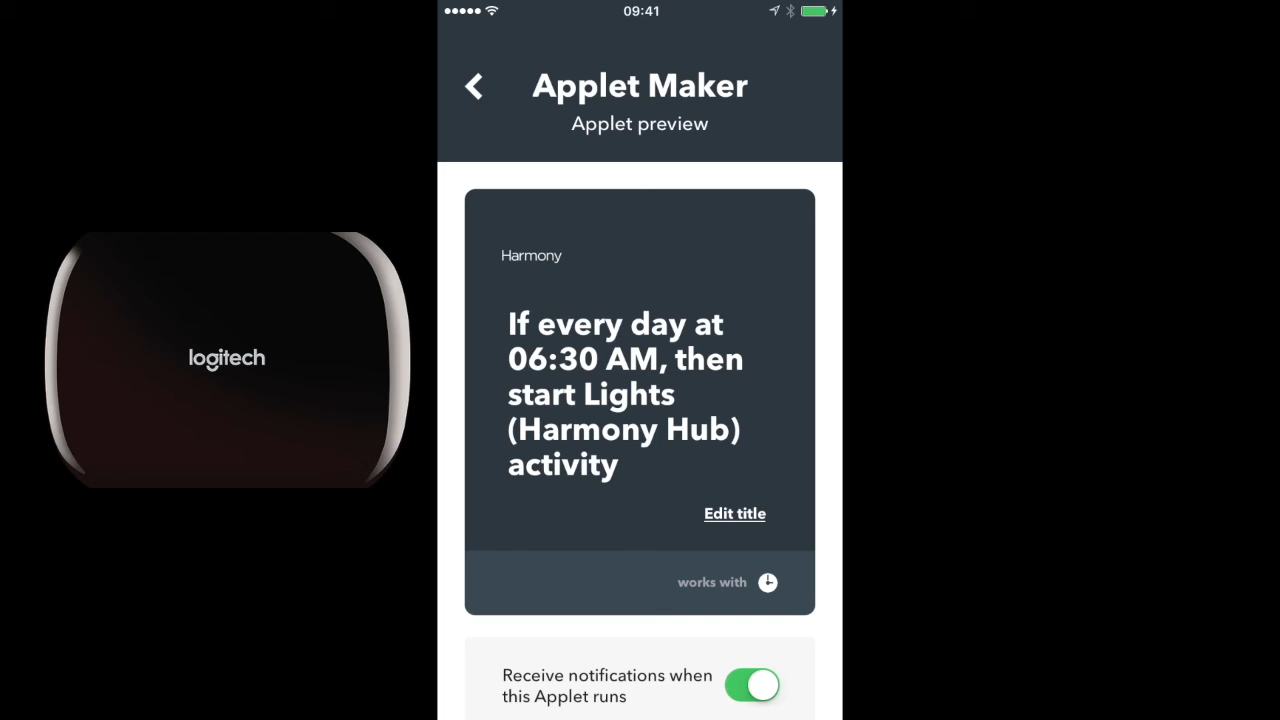 09:41
Applet Maker
Applet preview
logitech
Harmony
If every day at
06:30 AM, then
start Lights
(Harmony Hub)
activity
Edit title
works with
Receive notifications when
this Applet runs